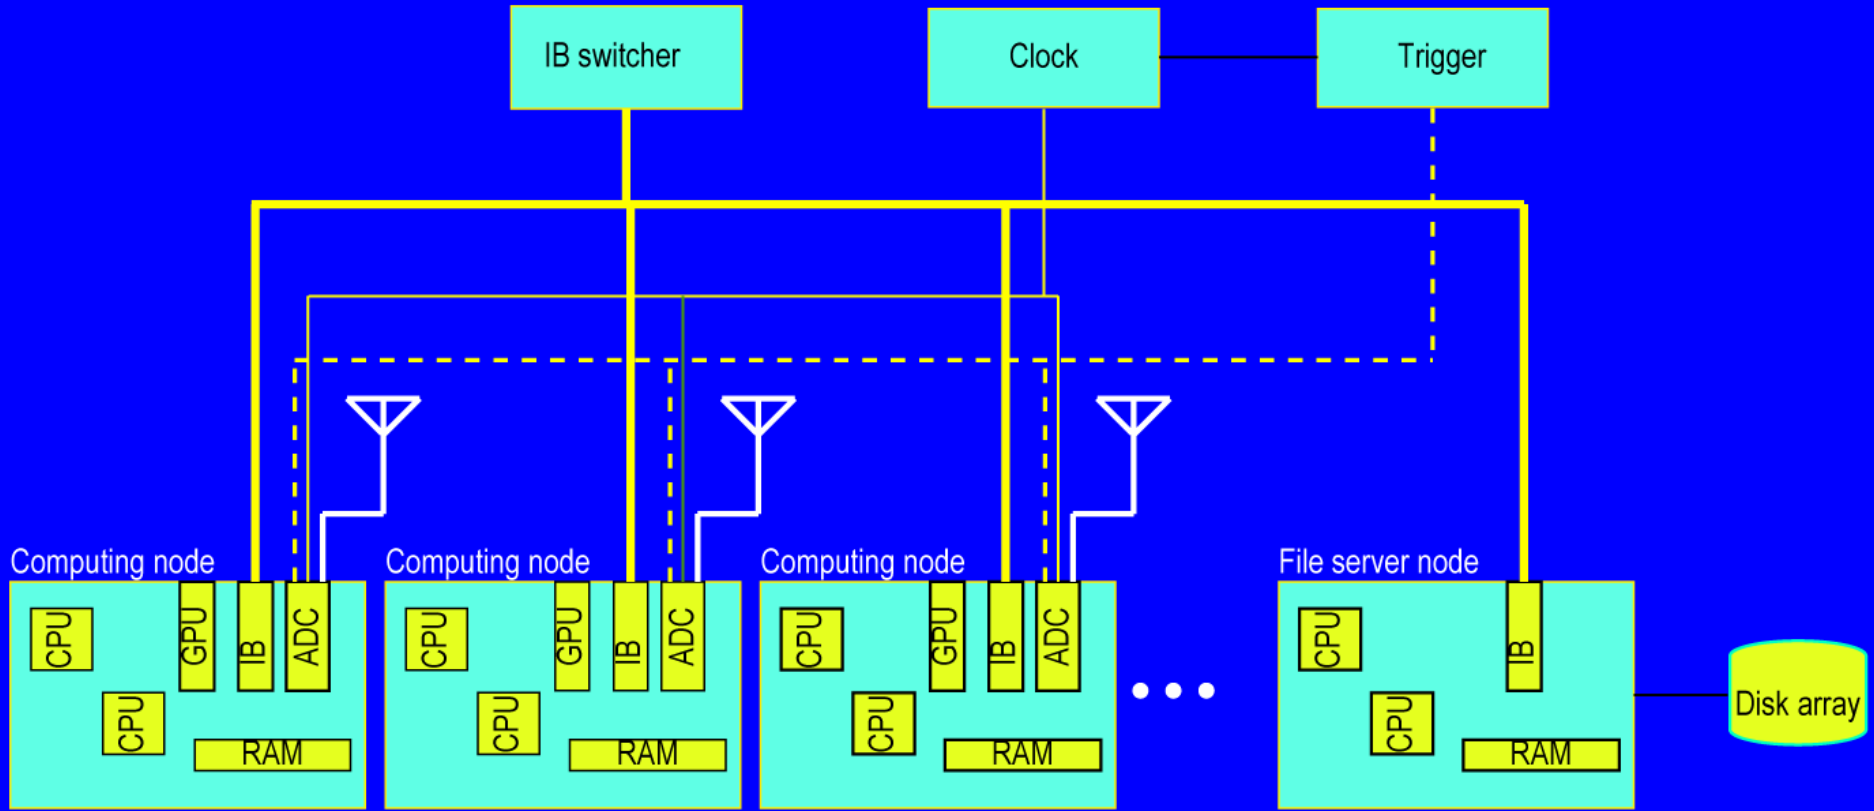 IB switcher
Clock
Trigger
Computing node
Computing node
Computing node
File server node
CPU
GPU
IB
ADC
CPU
RAM
CPU
GPU
IB
ADC
CPU
RAM
CPU
GPU
IB
ADC
CPU
RAM
CPU
IB
CPU
RAM
Disk array